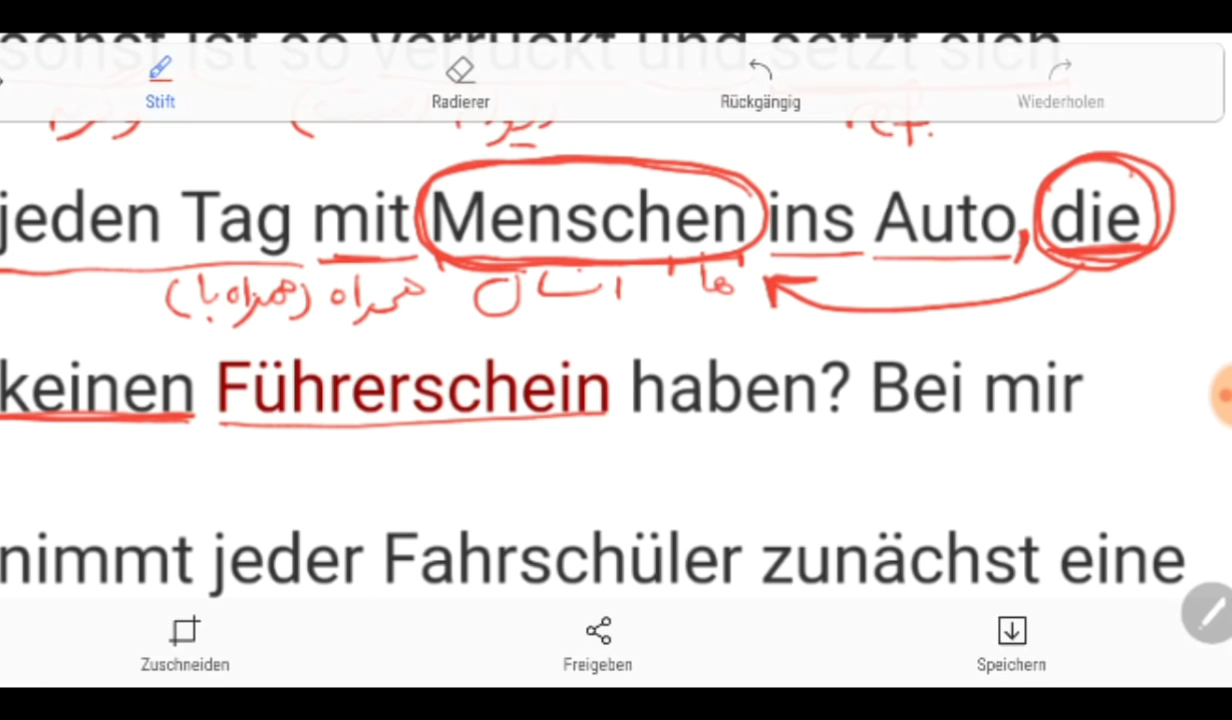 sonst ist so verrückt und setzt sich
Stift Radierer Rückgängig Wiederholen
ref.
jeden Tag mit Menschen ins Auto, die
همراه (همراه با) انسان ها
keinen Führerschein haben? Bei mir
nimmt jeder Fahrschüler zunächst eine
Zuschneiden Freigeben Speichern